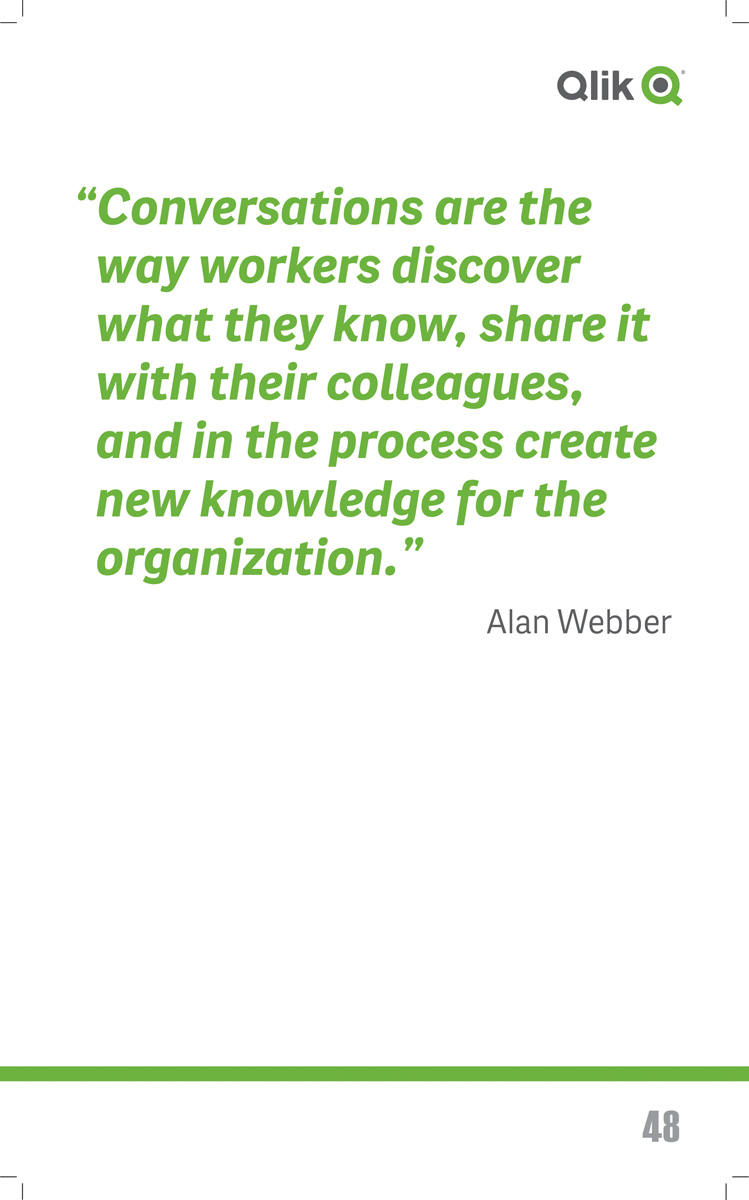 Qlik
“Conversations are the
way workers discover
what they know, share it
with their colleagues,
and in the process create
new knowledge for the
organization.”
Alan Webber
48